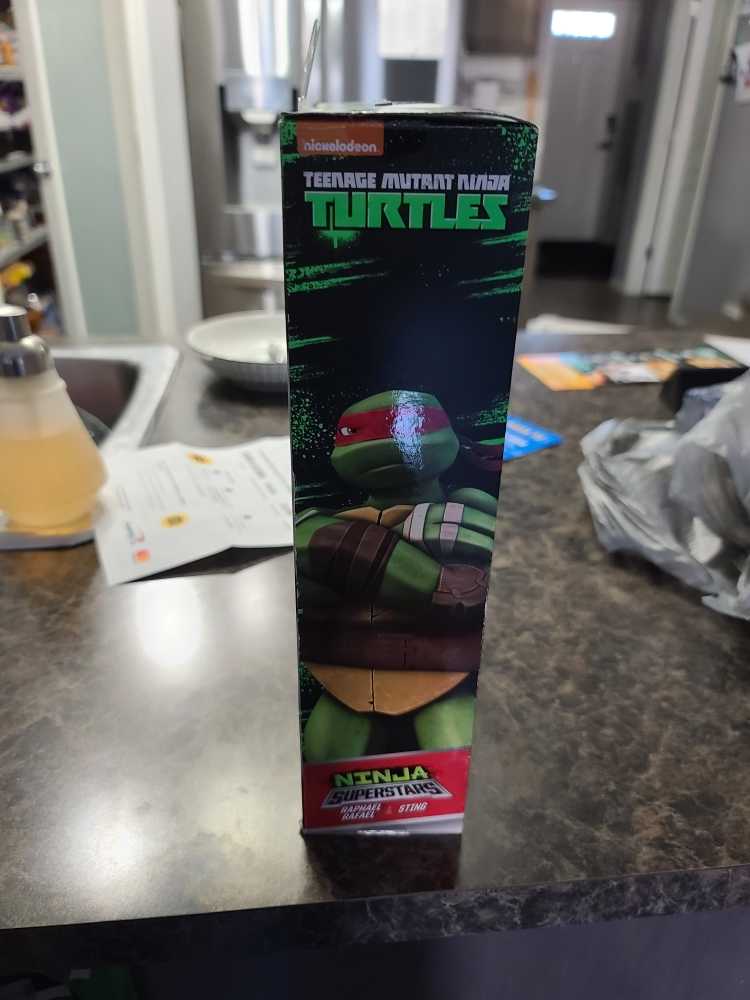 nickelodeon
TEENAGE MUTANT NINJA
TURTLES
NINJA
SUPERSTARS
RAPHAEL & STING
RAFAEL